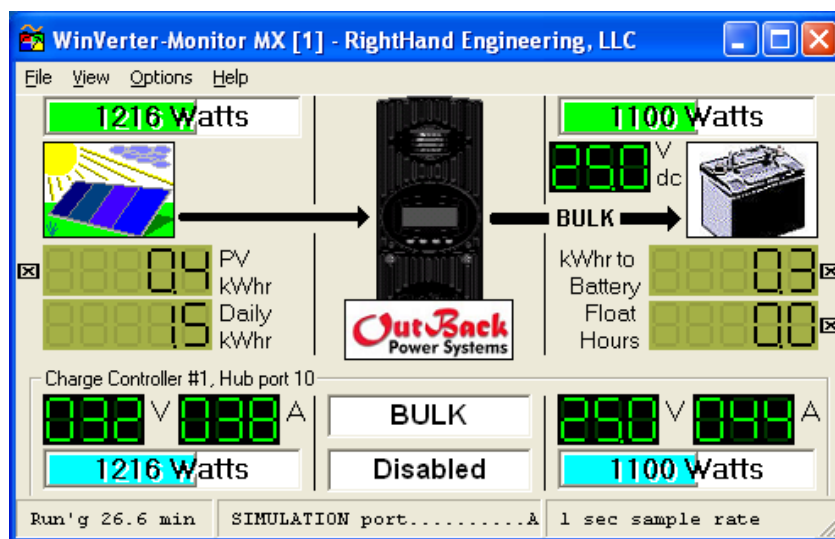 WinVerter-Monitor MX [1] - RightHand Engineering, LLC
File View Options Help
1216 Watts
1100 Watts
25.0 V dc
BULK
0.4 PV kWhr
kWhr to Battery 0.3
1.5 Daily kWhr
Float Hours 0.0
OutBack
Power Systems
Charge Controller #1, Hub port 10
032 V 038 A
BULK
25.0 V 044 A
1216 Watts
Disabled
1100 Watts
Run'g 26.6 min
SIMULATION port..........A
1 sec sample rate